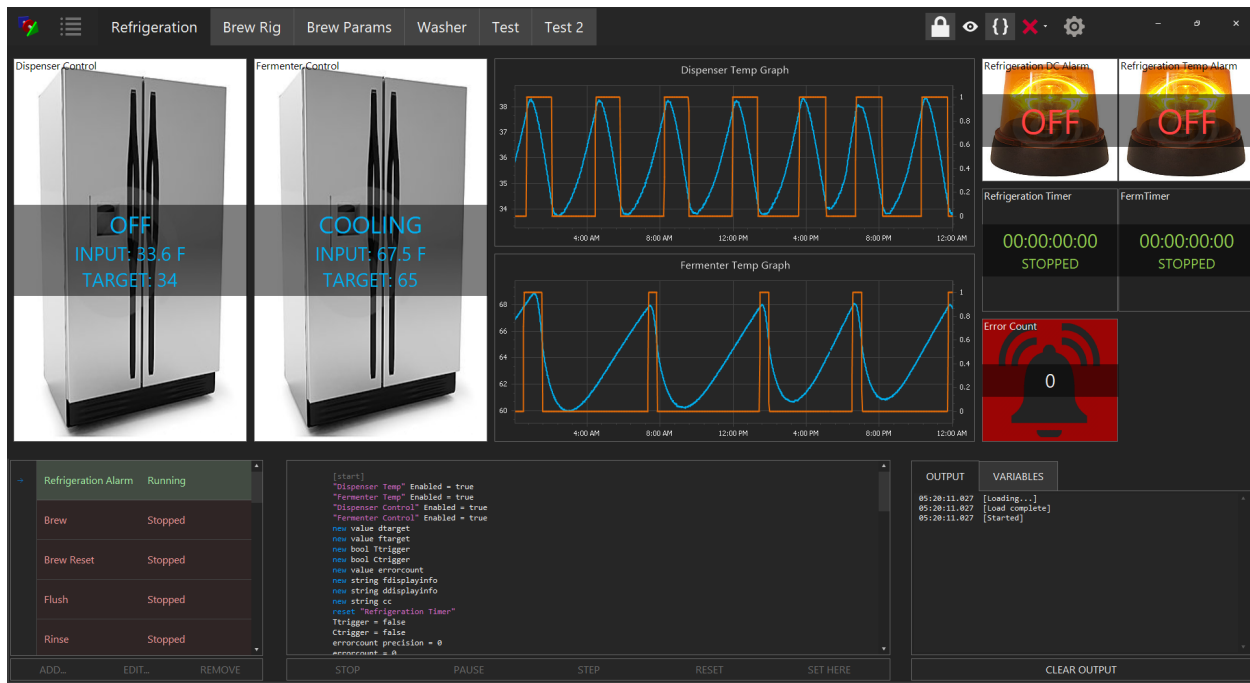 Refrigeration Brew Rig Brew Params Washer Test Test 2
Dispenser Control
OFF
INPUT: 33.6 F
TARGET: 34
Fermenter Control
COOLING
INPUT: 67.5 F
TARGET: 65
Dispenser Temp Graph
38
37
36
35
34
1
0.8
0.6
0.4
0.2
0
4:00 AM 8:00 AM 12:00 PM 4:00 PM 8:00 PM 12:00 AM
Fermenter Temp Graph
68
66
64
62
60
1
0.8
0.6
0.4
0.2
0
4:00 AM 8:00 AM 12:00 PM 4:00 PM 8:00 PM 12:00 AM
Refrigeration DC Alarm
OFF
Refrigeration Temp Alarm
OFF
Refrigeration Timer
00:00:00:00
STOPPED
FermTimer
00:00:00:00
STOPPED
Error Count
0
Refrigeration Alarm Running
Brew Stopped
Brew Reset Stopped
Flush Stopped
Rinse Stopped
ADD... EDIT... REMOVE
[start]
"Dispenser Temp" Enabled = true
"Fermenter Temp" Enabled = true
"Dispenser Control" Enabled = true
"Fermenter Control" Enabled = true
new value dtarget
new value ftarget
new bool Ttrigger
new bool Ctrigger
new value errorcount
new string fdisplayinfo
new string ddisplayinfo
new string cc
reset "Refrigeration Timer"
Ttrigger = false
Ctrigger = false
errorcount precision = 0
errorcount = 0
STOP PAUSE STEP RESET SET HERE
OUTPUT VARIABLES
05:20:11.027 [Loading...]
05:20:11.027 [Load complete]
05:20:11.027 [Started]
CLEAR OUTPUT